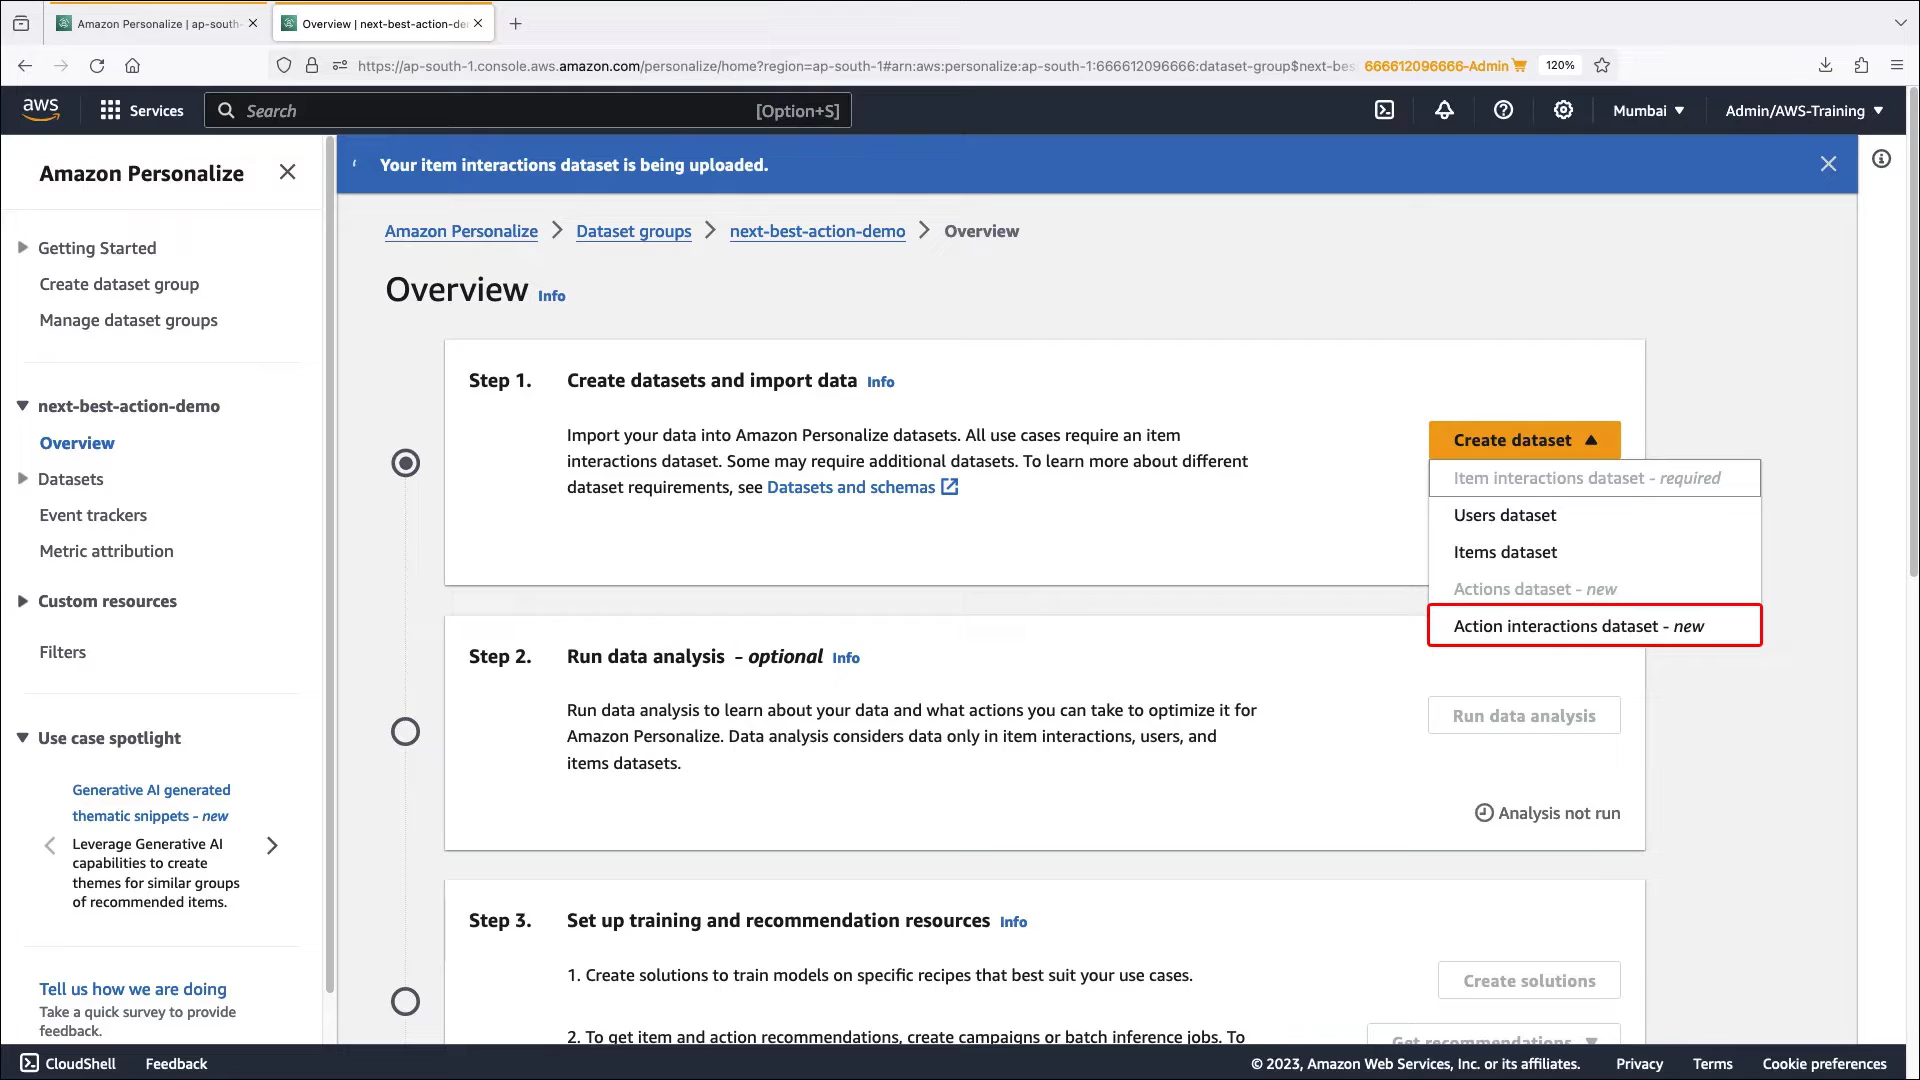 Amazon Personalize | ap-south-
Overview | next-best-action-de
https://ap-south-1.console.aws.amazon.com/personalize/home?region=ap-south-1#arn:aws:personalize:ap-south-1:666612096666:dataset-group$next-bes
666612096666-Admin
120%
aws
Services
Search
[Option+S]
Mumbai
Admin/AWS-Training
Amazon Personalize
Getting Started
Create dataset group
Manage dataset groups
next-best-action-demo
Overview
Datasets
Event trackers
Metric attribution
Custom resources
Filters
Use case spotlight
Generative AI generated
thematic snippets - new
Leverage Generative AI
capabilities to create
themes for similar groups
of recommended items.
Tell us how we are doing
Take a quick survey to provide
feedback.
Your item interactions dataset is being uploaded.
Amazon Personalize > Dataset groups > next-best-action-demo > Overview
Overview Info
Step 1. Create datasets and import data Info
Import your data into Amazon Personalize datasets. All use cases require an item
interactions dataset. Some may require additional datasets. To learn more about different
dataset requirements, see Datasets and schemas
Create dataset
Item interactions dataset - required
Users dataset
Items dataset
Actions dataset - new
Action interactions dataset - new
Step 2. Run data analysis - optional Info
Run data analysis to learn about your data and what actions you can take to optimize it for
Amazon Personalize. Data analysis considers data only in item interactions, users, and
items datasets.
Run data analysis
Analysis not run
Step 3. Set up training and recommendation resources Info
1. Create solutions to train models on specific recipes that best suit your use cases.
Create solutions
2. To get item and action recommendations, create campaigns or batch inference jobs. To
Get recommendations
CloudShell
Feedback
© 2023, Amazon Web Services, Inc. or its affiliates.
Privacy
Terms
Cookie preferences